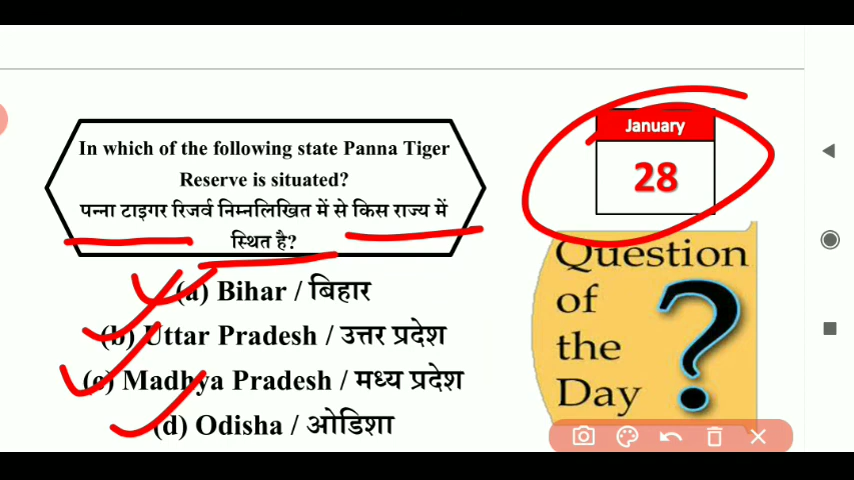 In which of the following state Panna Tiger
Reserve is situated?
पन्ना टाइगर रिजर्व निम्नलिखित में से किस राज्य में
स्थित है?
(a) Bihar / बिहार
(b) Uttar Pradesh / उत्तर प्रदेश
(c) Madhya Pradesh / मध्य प्रदेश
(d) Odisha / ओडिशा
January
28
Question
of
the
Day
?